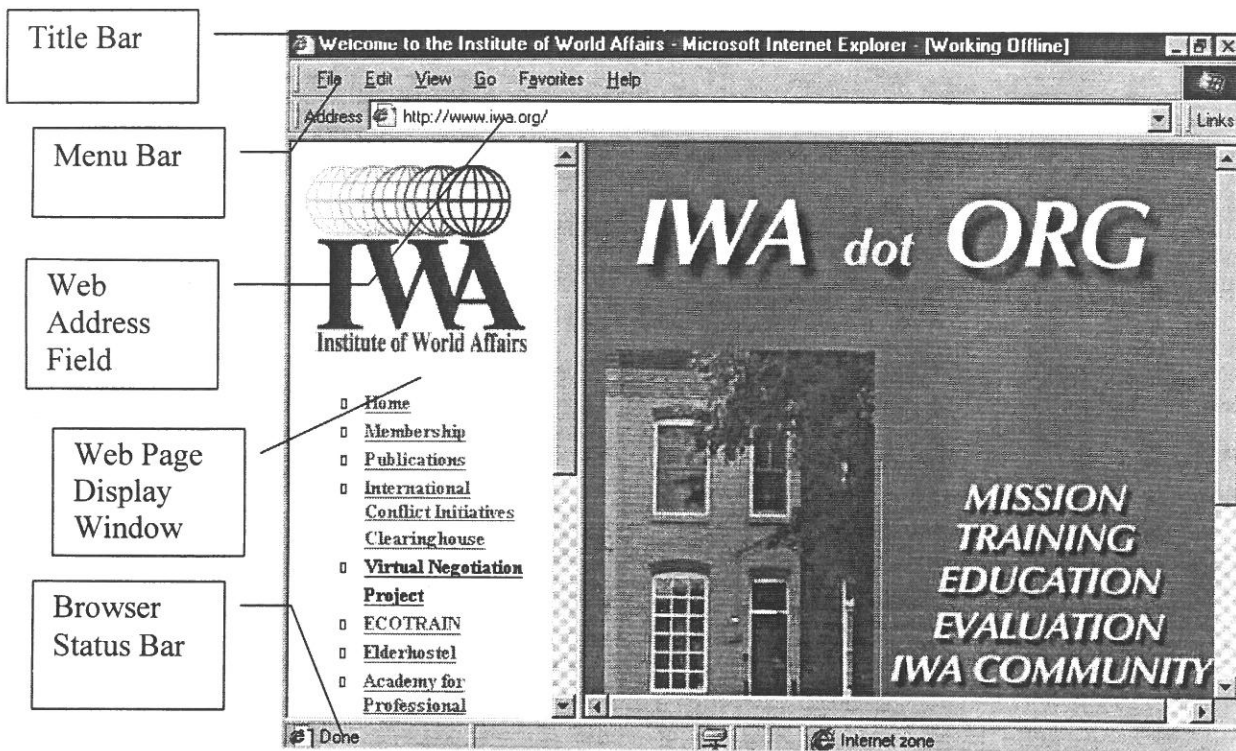 Title Bar
Welcome to the Institute of World Affairs - Microsoft Internet Explorer - [Working Offline]
File Edit View Go Favorites Help
Address http://www.iwa.org/ Links
Menu Bar
Web
Address
Field
Web Page
Display
Window
Browser
Status Bar
IWA
Institute of World Affairs
Home
Membership
Publications
International
Conflict Initiatives
Clearinghouse
Virtual Negotiation
Project
ECOTRAIN
Elderhostel
Academy for
Professional
IWA dot ORG
MISSION
TRAINING
EDUCATION
EVALUATION
IWA COMMUNITY
Done Internet zone